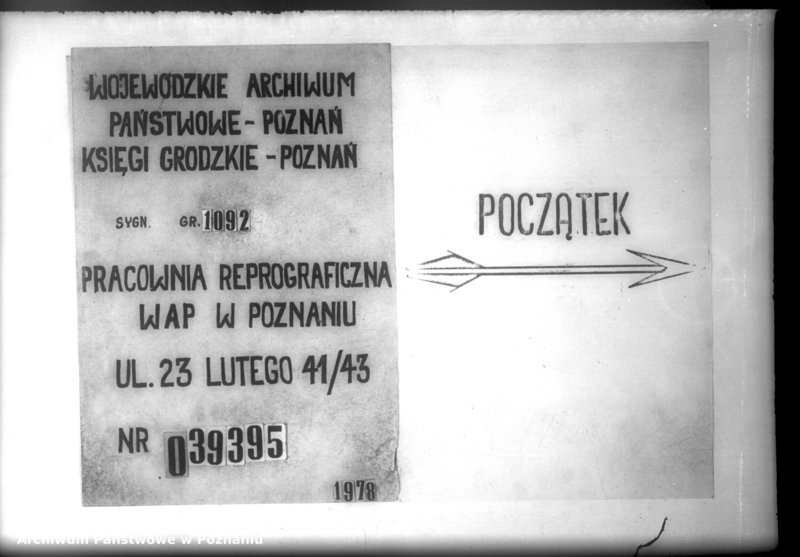 WOJEWÓDZKIE ARCHIWUM
PAŃSTWOWE - POZNAŃ
KSIĘGI GRODZKIE - POZNAŃ
SYGN. GR. 1092
PRACOWNIA REPROGRAFICZNA
WAP W POZNANIU
UL. 23 LUTEGO 41/43
NR 039395
1978
POCZĄTEK
Archiwum Państwowe w Poznaniu